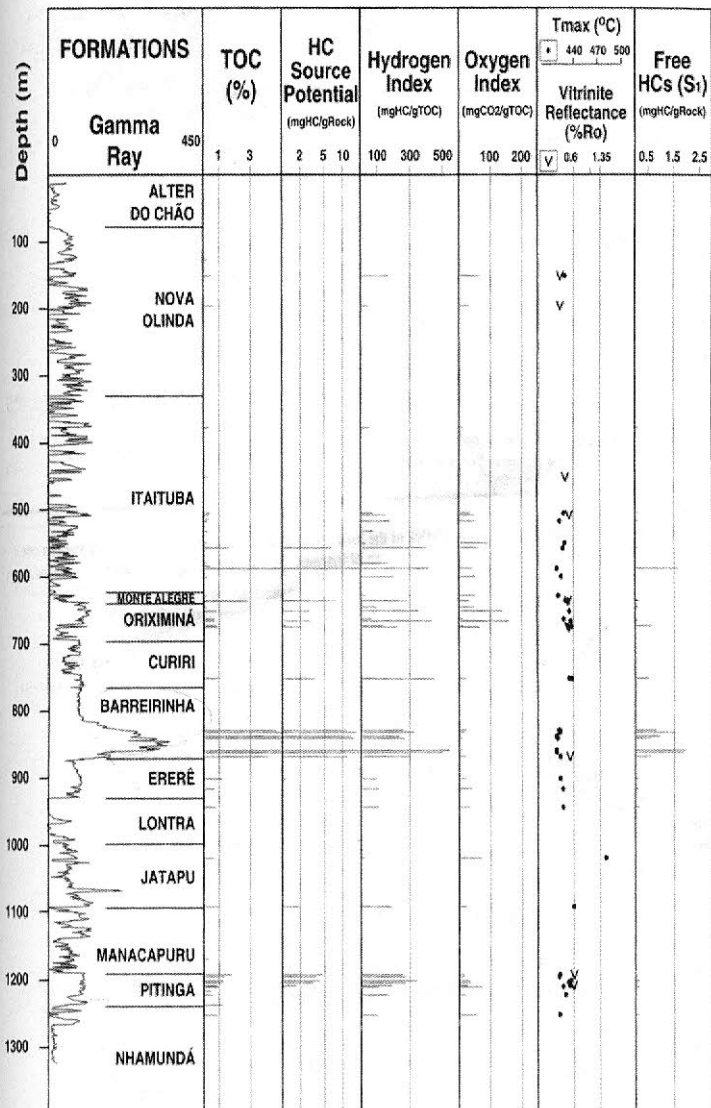 Depth (m)
FORMATIONS
Gamma
Ray
0
450
TOC
(%)
1 3
HC
Source
Potential
(mgHC/gRock)
2 5 10
Hydrogen
Index
(mgHC/gTOC)
100 300 500
Oxygen
Index
(mgCO2/gTOC)
100 200
Tmax (ºC)
440 470 500
Vitrinite
Reflectance
(%Ro)
V 0.6 1.35
Free
HCs (S1)
(mgHC/gRock)
0.5 1.5 2.5
ALTER
DO CHÃO
100
NOVA
OLINDA
200
300
400
ITAITUBA
500
600
MONTE ALEGRE
ORIXIMINÁ
700
CURIRI
BARREIRINHA
800
900
ERERÊ
LONTRA
1000
JATAPU
1100
MANACAPURU
1200
PITINGA
1300
NHAMUNDÁ
V
V
V
V
V
V
V